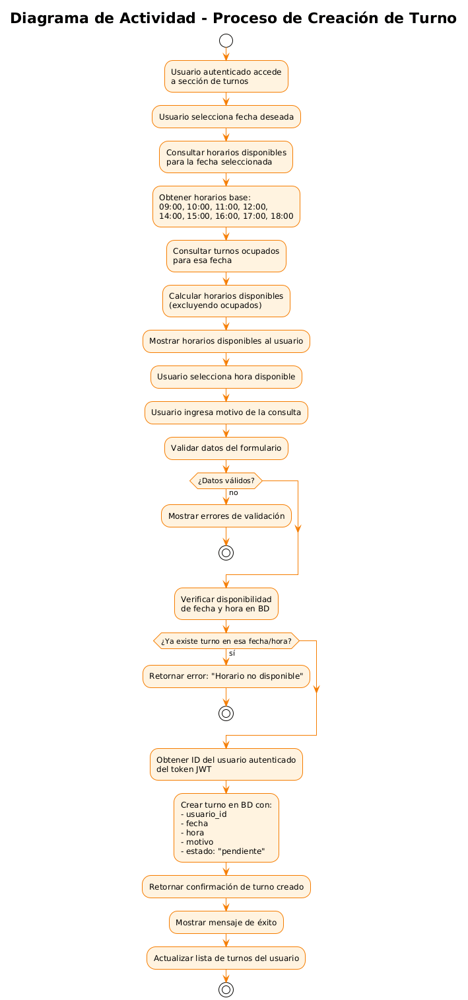 Diagrama de Actividad - Proceso de Creación de Turno
Usuario autenticado accede
a sección de turnos
Usuario selecciona fecha deseada
Consultar horarios disponibles
para la fecha seleccionada
Obtener horarios base:
09:00, 10:00, 11:00, 12:00,
14:00, 15:00, 16:00, 17:00, 18:00
Consultar turnos ocupados
para esa fecha
Calcular horarios disponibles
(excluyendo ocupados)
Mostrar horarios disponibles al usuario
Usuario selecciona hora disponible
Usuario ingresa motivo de la consulta
Validar datos del formulario
¿Datos válidos?
no
Mostrar errores de validación
Verificar disponibilidad
de fecha y hora en BD
¿Ya existe turno en esa fecha/hora?
sí
Retornar error: "Horario no disponible"
Obtener ID del usuario autenticado
del token JWT
Crear turno en BD con:
- usuario_id
- fecha
- hora
- motivo
- estado: "pendiente"
Retornar confirmación de turno creado
Mostrar mensaje de éxito
Actualizar lista de turnos del usuario